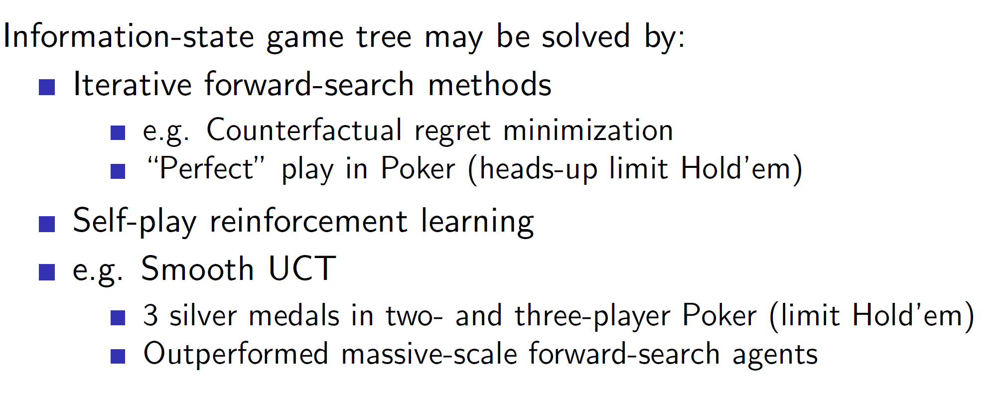 Information-state game tree may be solved by:
Iterative forward-search methods
e.g. Counterfactual regret minimization
“Perfect” play in Poker (heads-up limit Hold’em)
Self-play reinforcement learning
e.g. Smooth UCT
3 silver medals in two- and three-player Poker (limit Hold’em)
Outperformed massive-scale forward-search agents